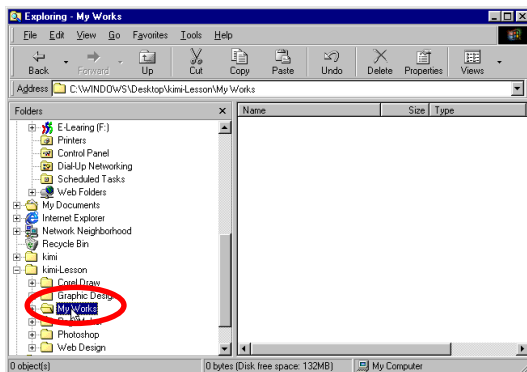 Exploring - My Works
File Edit View Go Favorites Tools Help
Back Forward Up Cut Copy Paste Undo Delete Properties Views
Address C:\WINDOWS\Desktop\kimi-Lesson\My Works
Folders
Name Size Type
E-Learing (F:)
Printers
Control Panel
Dial-Up Networking
Scheduled Tasks
Web Folders
My Documents
Internet Explorer
Network Neighborhood
Recycle Bin
kimi
kimi-Lesson
Corel Draw
Graphic Desig
My Works
Photoshop
Web Design
0 object(s) 0 bytes (Disk free space: 132MB) My Computer